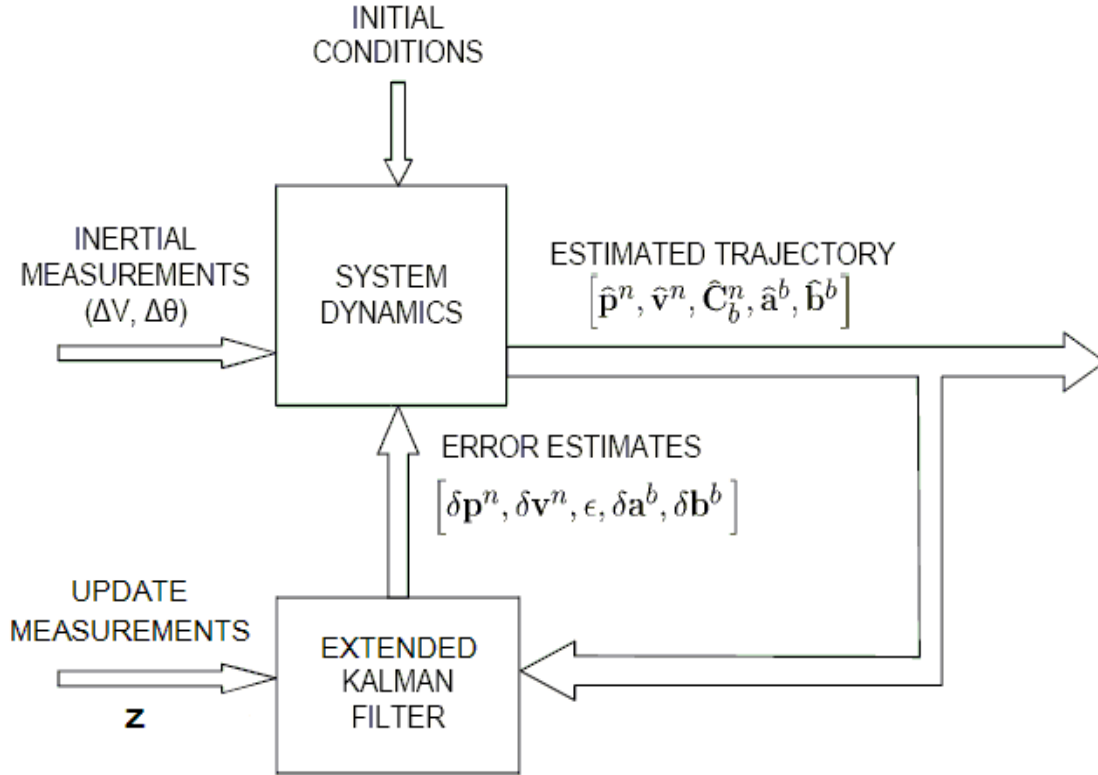 INITIAL
CONDITIONS
INERTIAL
MEASUREMENTS
(ΔV, Δθ)
SYSTEM
DYNAMICS
ESTIMATED TRAJECTORY
[p̂ⁿ, v̂ⁿ, Ĉᵇⁿ, âᵇ, b̂ᵇ]
ERROR ESTIMATES
[δpⁿ, δvⁿ, ϵ, δaᵇ, δbᵇ]
UPDATE
MEASUREMENTS
z
EXTENDED
KALMAN
FILTER